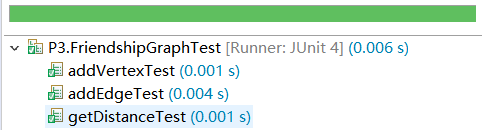 P3.FriendshipGraphTest [Runner: JUnit 4] (0.006 s)
addVertexTest (0.001 s)
addEdgeTest (0.004 s)
getDistanceTest (0.001 s)